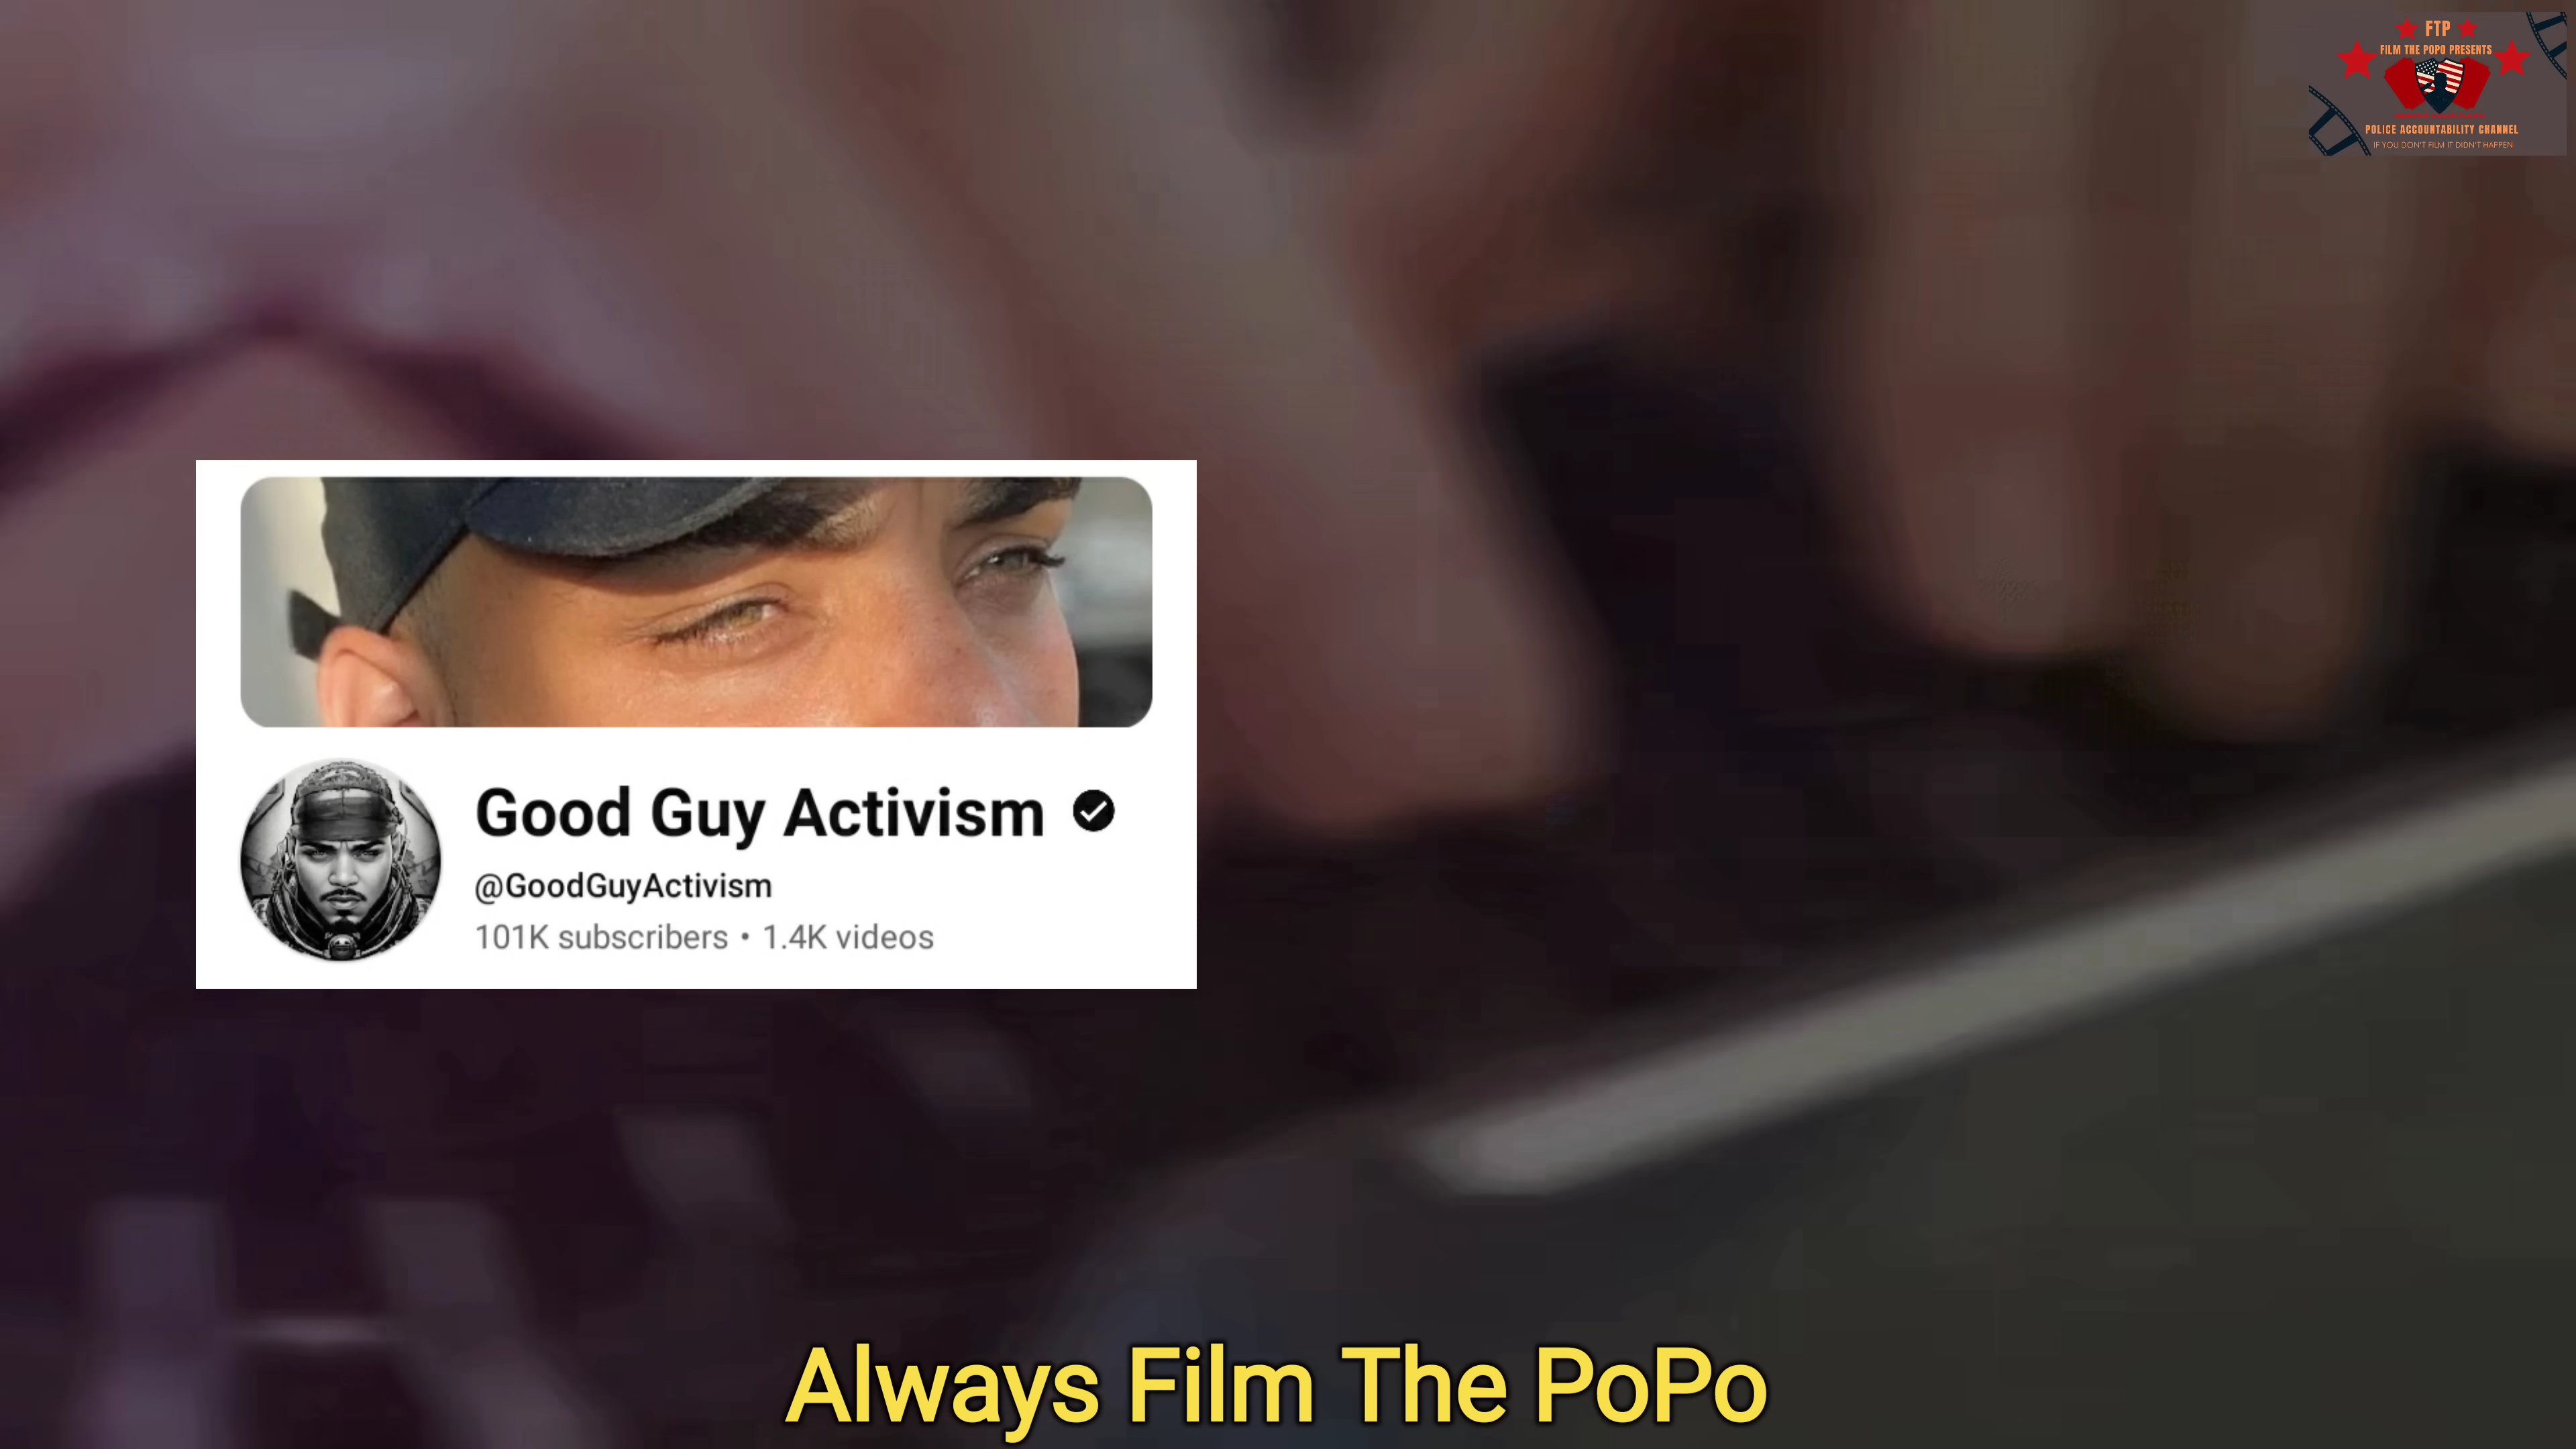 FTP
FILM THE POPO PRESENTS
POLICE ACCOUNTABILITY CHANNEL
IF YOU DON'T FILM IT DIDN'T HAPPEN
Good Guy Activism
@GoodGuyActivism
101K subscribers • 1.4K videos
Always Film The PoPo